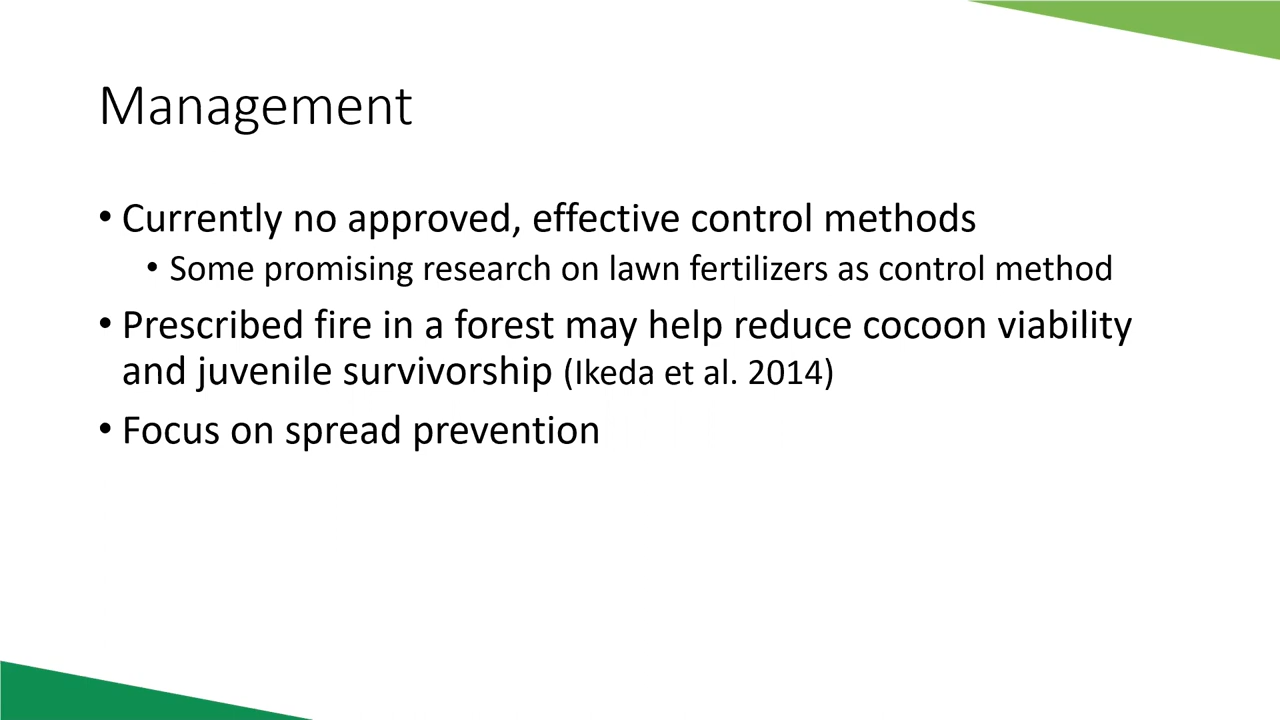 Management
• Currently no approved, effective control methods
• Some promising research on lawn fertilizers as control method
• Prescribed fire in a forest may help reduce cocoon viability
and juvenile survivorship (Ikeda et al. 2014)
• Focus on spread prevention